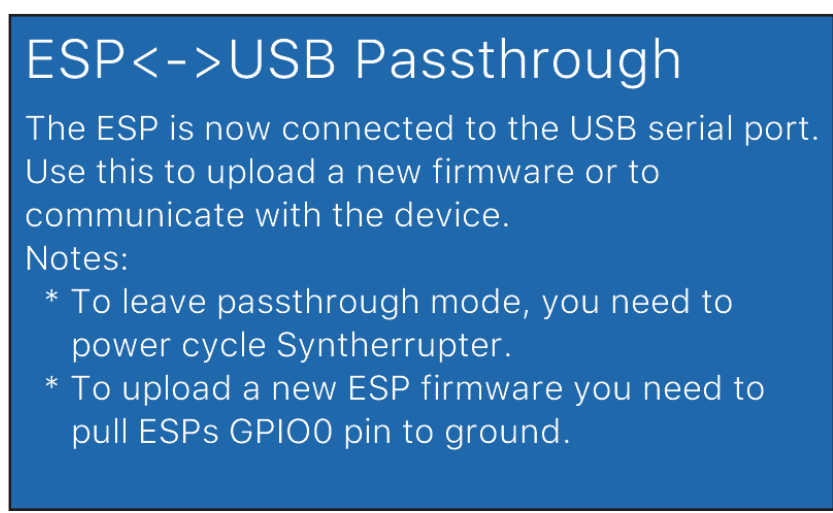 ESP<->USB Passthrough
The ESP is now connected to the USB serial port.
Use this to upload a new firmware or to
communicate with the device.
Notes:
* To leave passthrough mode, you need to
power cycle Syntherrupter.
* To upload a new ESP firmware you need to
pull ESPs GPIO0 pin to ground.